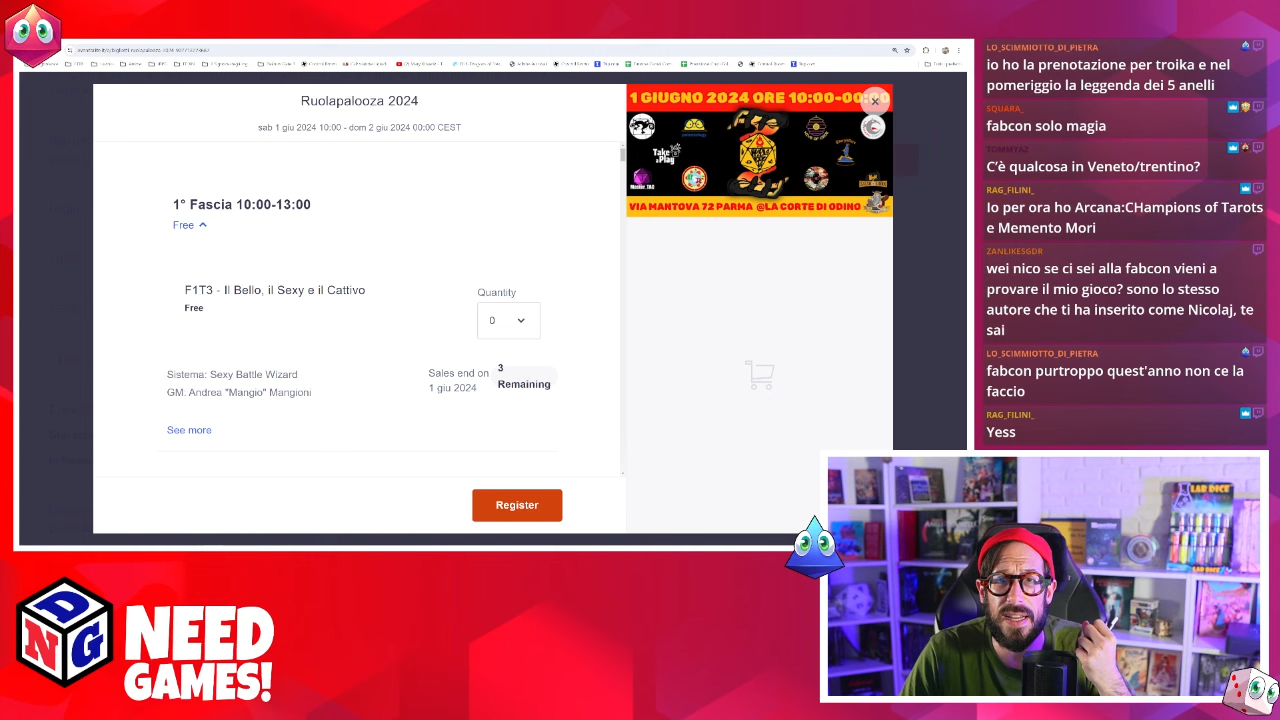 Ruolapalooza 2024
sab 1 giu 2024 10:00 - dom 2 giu 2024 00:00 CEST
1° Fascia 10:00-13:00
Free
F1T3 - Il Bello, il Sexy e il Cattivo
Free
Quantity
0
Sistema: Sexy Battle Wizard
GM: Andrea "Mangio" Mangioni
Sales end on
1 giu 2024
3
Remaining
See more
Register
1 GIUGNO 2024 ORE 10:00-00:00
Take a Play
VIA MANTOVA 72 PARMA @LA CORTE DI ODINO
LO_SCIMMIOTTO_DI_PIETRA
io ho la prenotazione per troika e nel
pomeriggio la leggenda dei 5 anelli
SQUARA_
fabcon solo magia
TOMMYAZ
C'è qualcosa in Veneto/trentino?
RAG_FILINI_
Io per ora ho Arcana:CHampions of Tarots
e Memento Mori
ZANLIKESGDR
wei nico se ci sei alla fabcon vieni a
provare il mio gioco? sono lo stesso
autore che ti ha inserito come Nicolaj, te
sai
LO_SCIMMIOTTO_DI_PIETRA
fabcon purtroppo quest'anno non ce la
faccio
RAG_FILINI_
Yess
D
N G
NEED
GAMES!